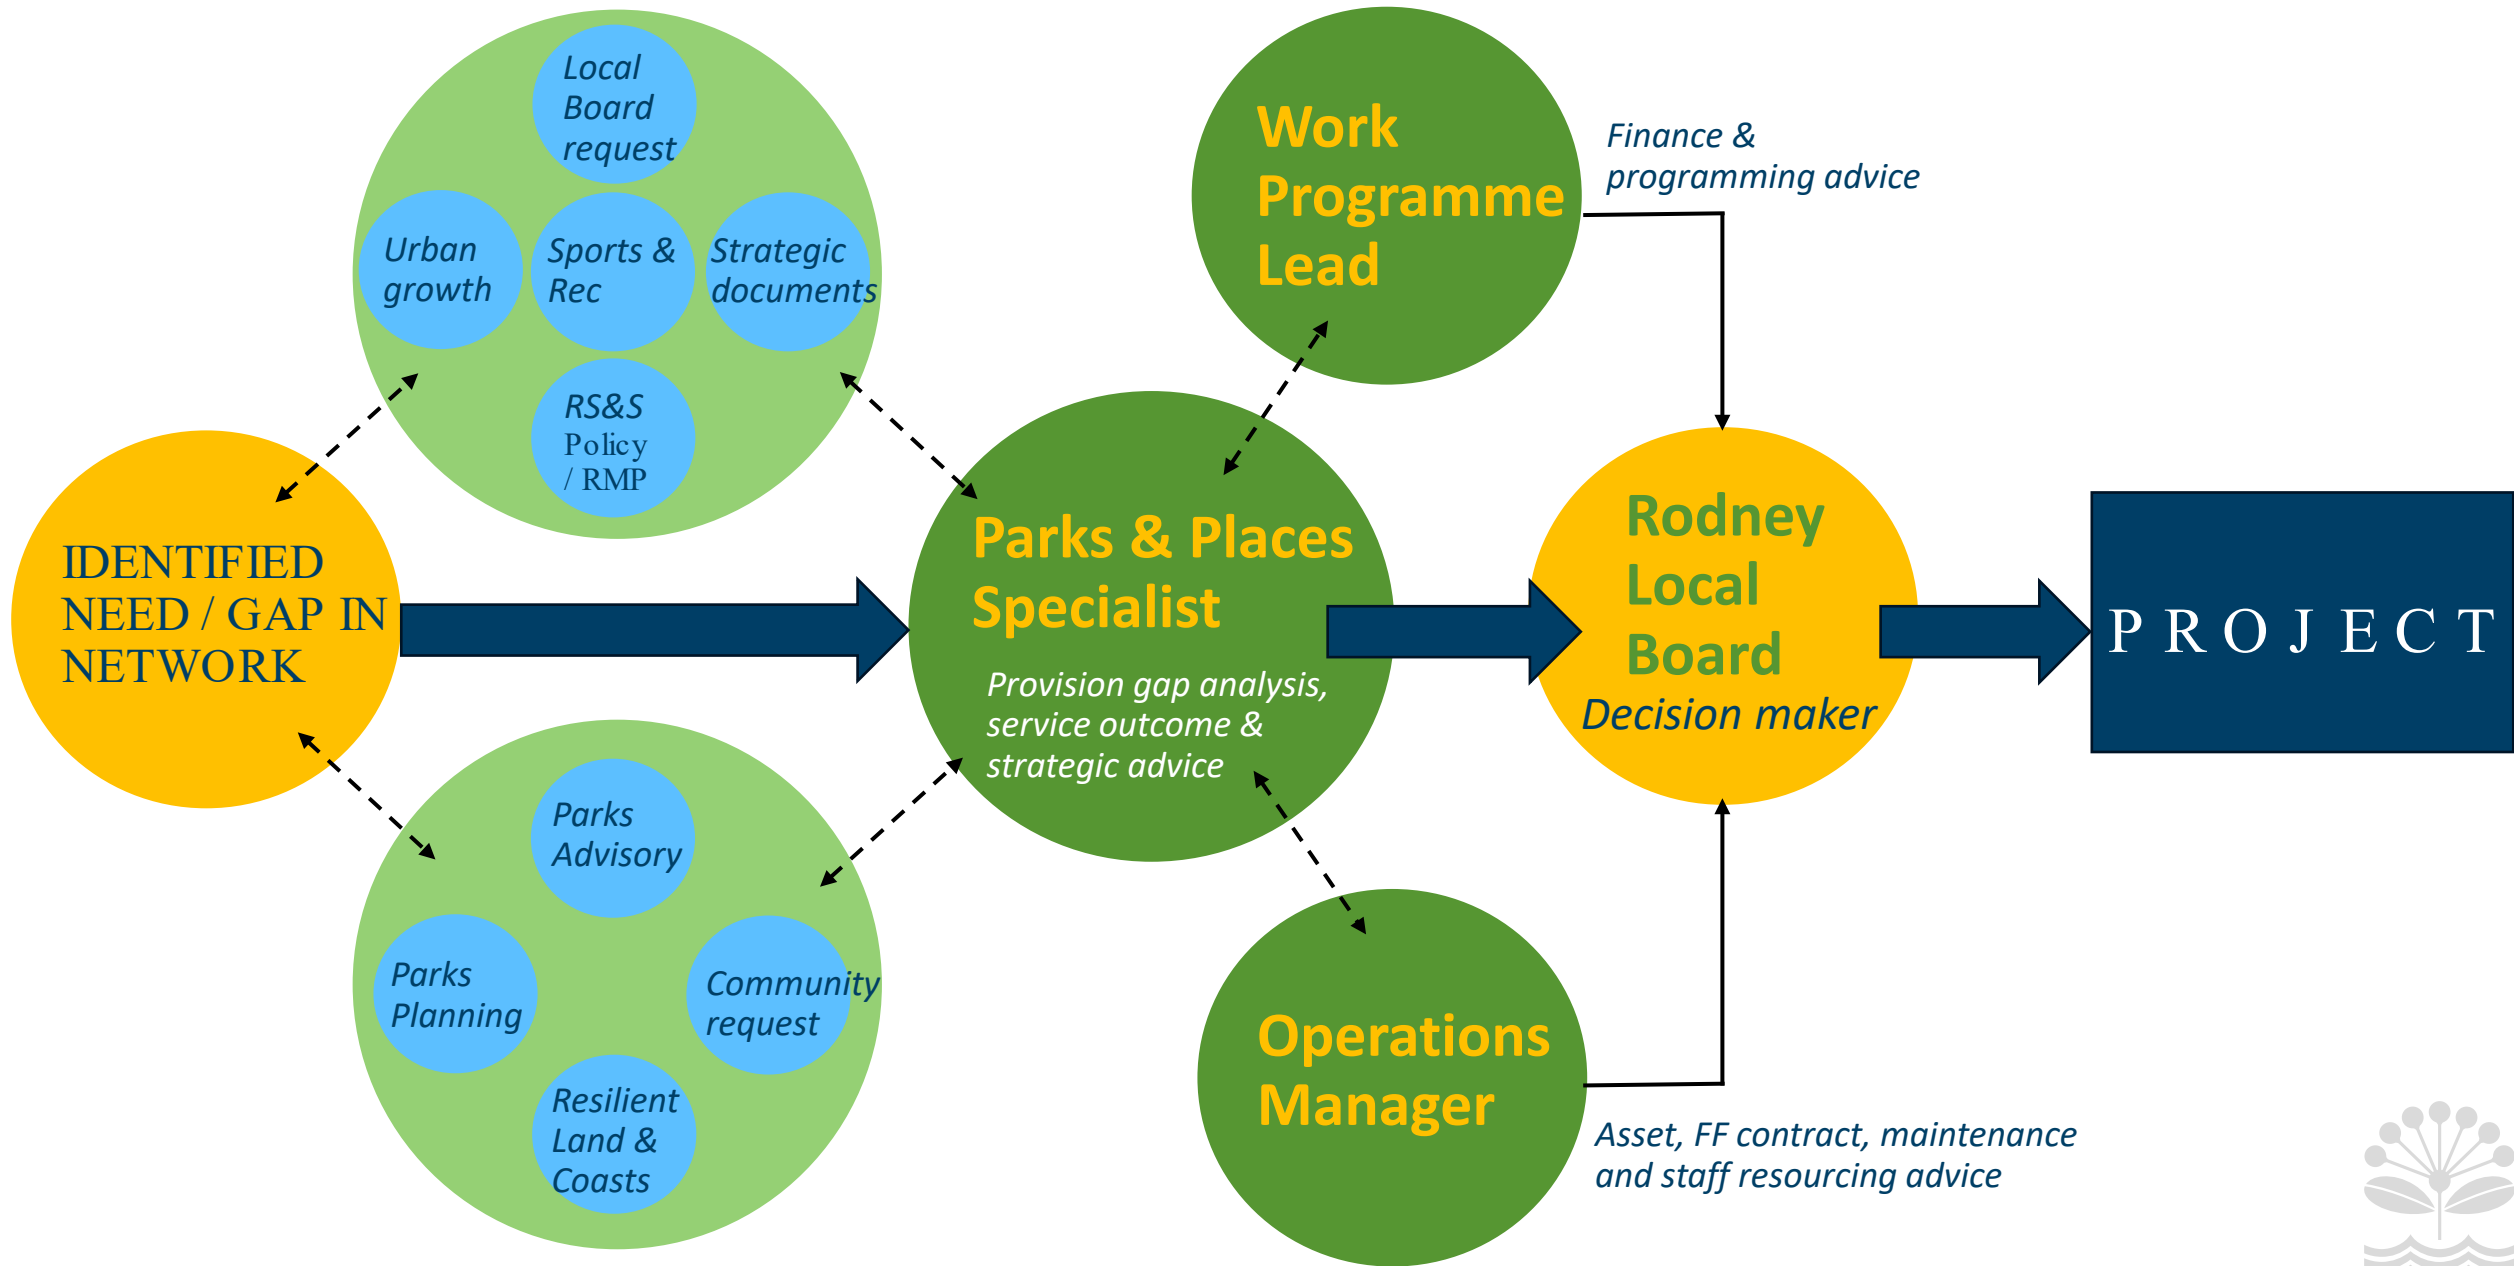 Local
Board
request
Urban
growth
Sports &
Rec
Strategic
documents
RS&S
Policy
/ RMP
IDENTIFIED
NEED / GAP IN
NETWORK
Parks
Advisory
Parks
Planning
Community
request
Resilient
Land &
Coasts
Work
Programme
Lead
Finance &
programming advice
Parks & Places
Specialist
Provision gap analysis,
service outcome &
strategic advice
Rodney
Local
Board
Decision maker
PROJECT
Operations
Manager
Asset, FF contract, maintenance
and staff resourcing advice